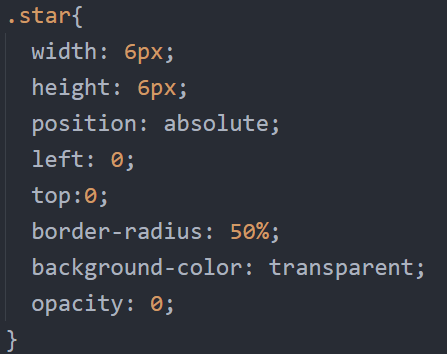 .star{
width: 6px;
height: 6px;
position: absolute;
left: 0;
top:0;
border-radius: 50%;
background-color: transparent;
opacity: 0;
}